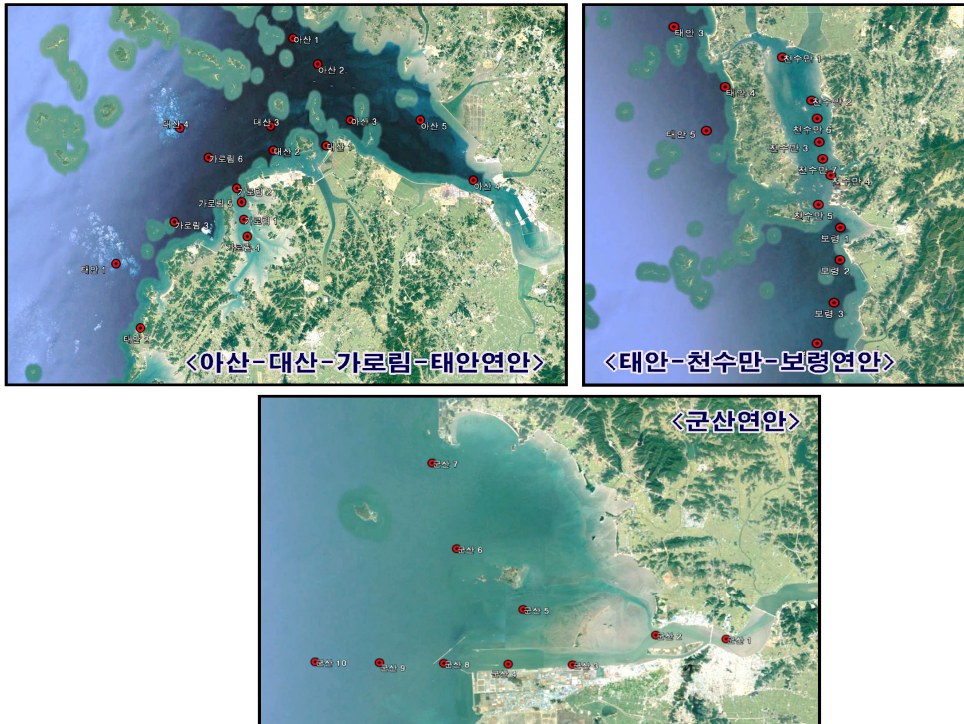 아산 1
아산 2
대산 4
대산 3
아산 3
아산 5
대산 1
대산 2
가로림 6
아산 4
가로림 2
가로림 5
가로림 3
가로림 1
가로림 4
태안 1
태안 2
<아산-대산-가로림-태안연안>
태안 3
천수만 1
태안 4
천수만 2
태안 5
천수만 6
천수만 3
천수만 7
천수만 4
천수만 5
보령 1
보령 2
보령 3
<태안-천수만-보령연안>
<군산연안>
군산 7
군산 6
군산 5
군산 2
군산 1
군산 10
군산 9
군산 8
군산 4
군산 3